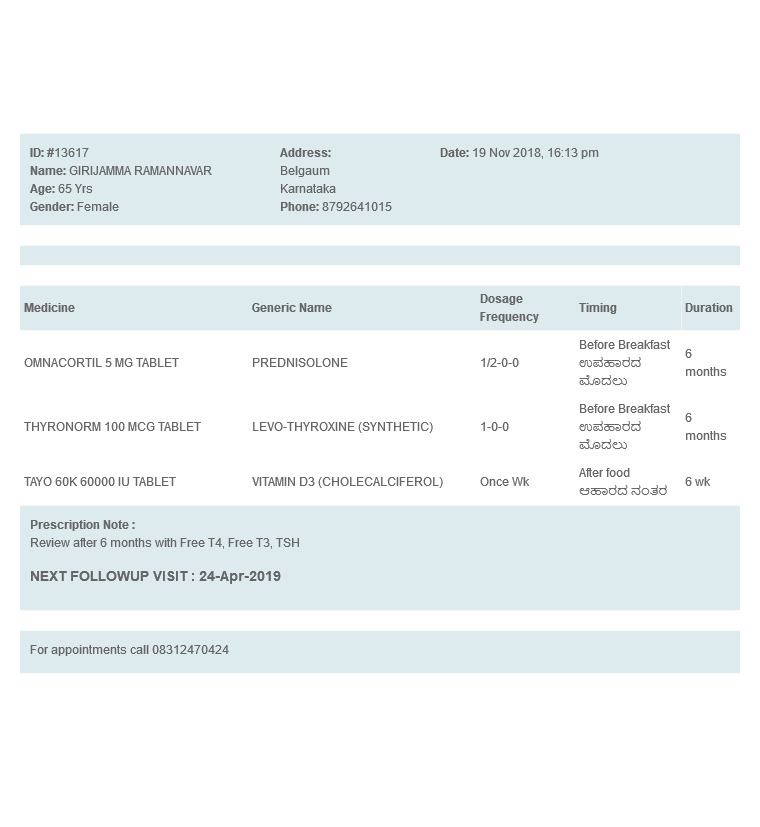 ID: #13617
Name: GIRIJAMMA RAMANNAVAR
Age: 65 Yrs
Gender: Female
Address:
Belgaum
Karnataka
Phone: 8792641015
Date: 19 Nov 2018, 16:13 pm
Medicine Generic Name Dosage Frequency Timing Duration
OMNACORTIL 5 MG TABLET PREDNISOLONE 1/2-0-0 Before Breakfast ಉಪಹಾರದ ಮೊದಲು 6 months
THYRONORM 100 MCG TABLET LEVO-THYROXINE (SYNTHETIC) 1-0-0 Before Breakfast ಉಪಹಾರದ ಮೊದಲು 6 months
TAYO 60K 60000 IU TABLET VITAMIN D3 (CHOLECALCIFEROL) Once Wk After food ಆಹಾರದ ನಂತರ 6 wk
Prescription Note :
Review after 6 months with Free T4, Free T3, TSH
NEXT FOLLOWUP VISIT : 24-Apr-2019
For appointments call 08312470424